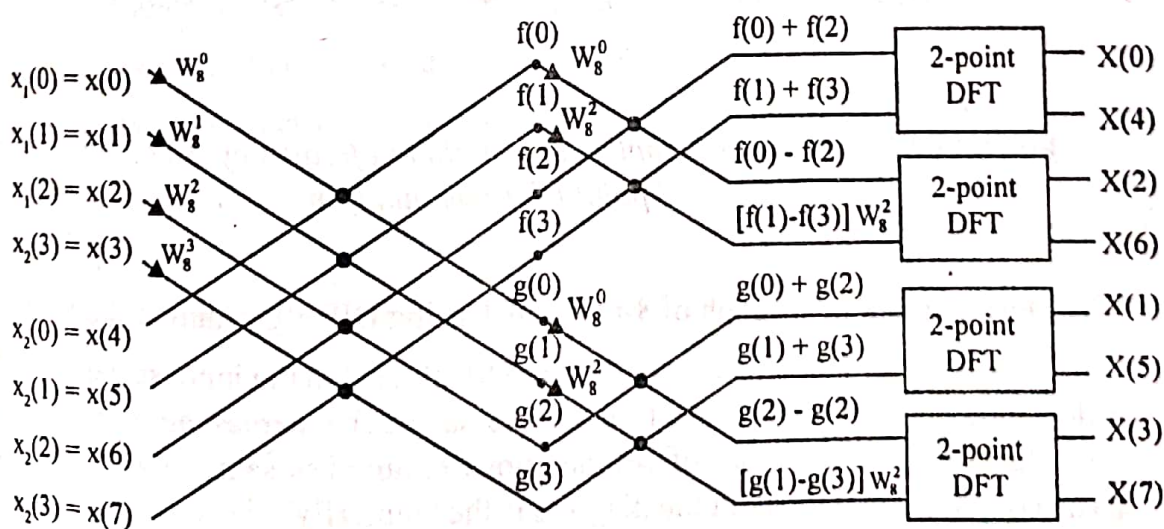 x₁(0) = x(0)
x₁(1) = x(1)
x₁(2) = x(2)
x₂(3) = x(3)
x₂(0) = x(4)
x₂(1) = x(5)
x₂(2) = x(6)
x₂(3) = x(7)
W₈⁰
W₈¹
W₈²
W₈³
f(0)
W₈⁰
f(1)
W₈²
f(2)
f(3)
g(0)
W₈⁰
g(1)
W₈²
g(2)
g(3)
f(0) + f(2)
f(1) + f(3)
f(0) - f(2)
[f(1)-f(3)] W₈²
g(0) + g(2)
g(1) + g(3)
g(2) - g(2)
[g(1)-g(3)] W₈²
2-point
DFT
2-point
DFT
2-point
DFT
2-point
DFT
X(0)
X(4)
X(2)
X(6)
X(1)
X(5)
X(3)
X(7)